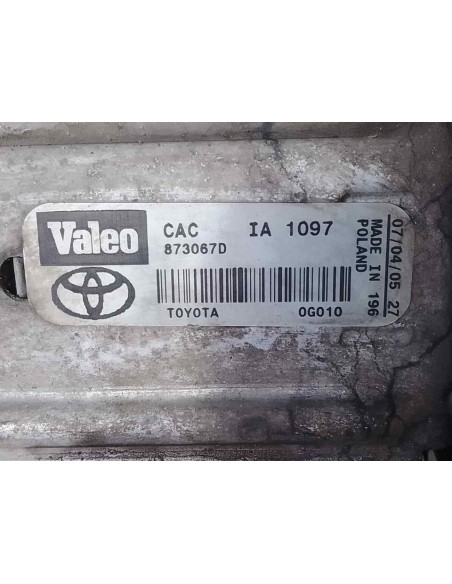 Valeo
CAC IA 1097
873067D
TOYOTA 0G010
07/04/05 27
MADE IN 196
POLAND